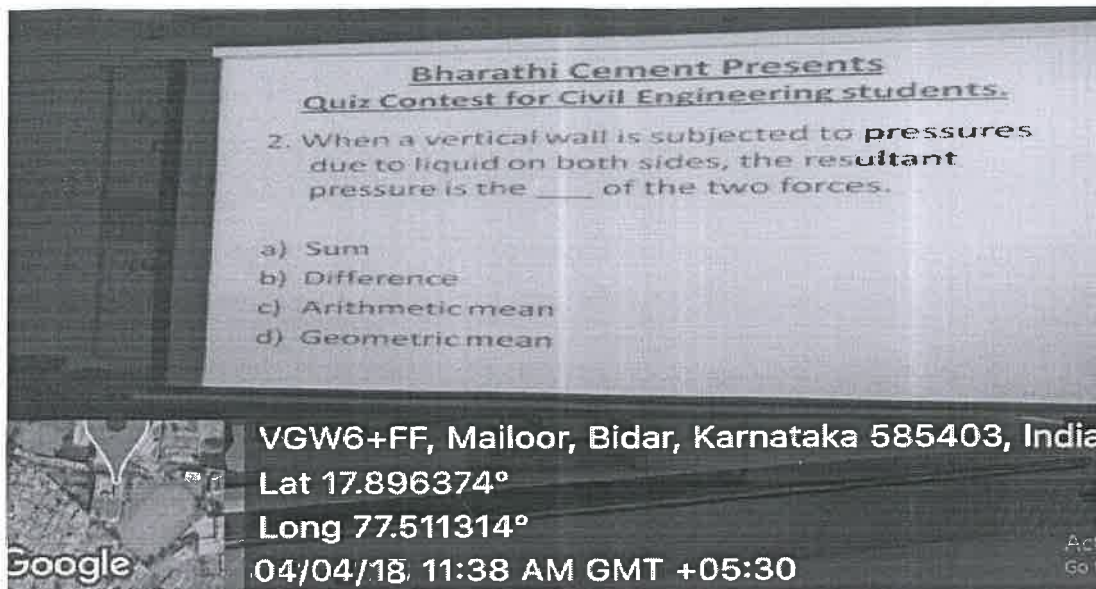 Bharathi Cement Presents
Quiz Contest for Civil Engineering students.
2. When a vertical wall is subjected to pressures
due to liquid on both sides, the resultant
pressure is the ___ of the two forces.
a) Sum
b) Difference
c) Arithmetic mean
d) Geometric mean
VGW6+FF, Mailoor, Bidar, Karnataka 585403, India
Lat 17.896374°
Long 77.511314°
Google
04/04/18 11:38 AM GMT +05:30
Go